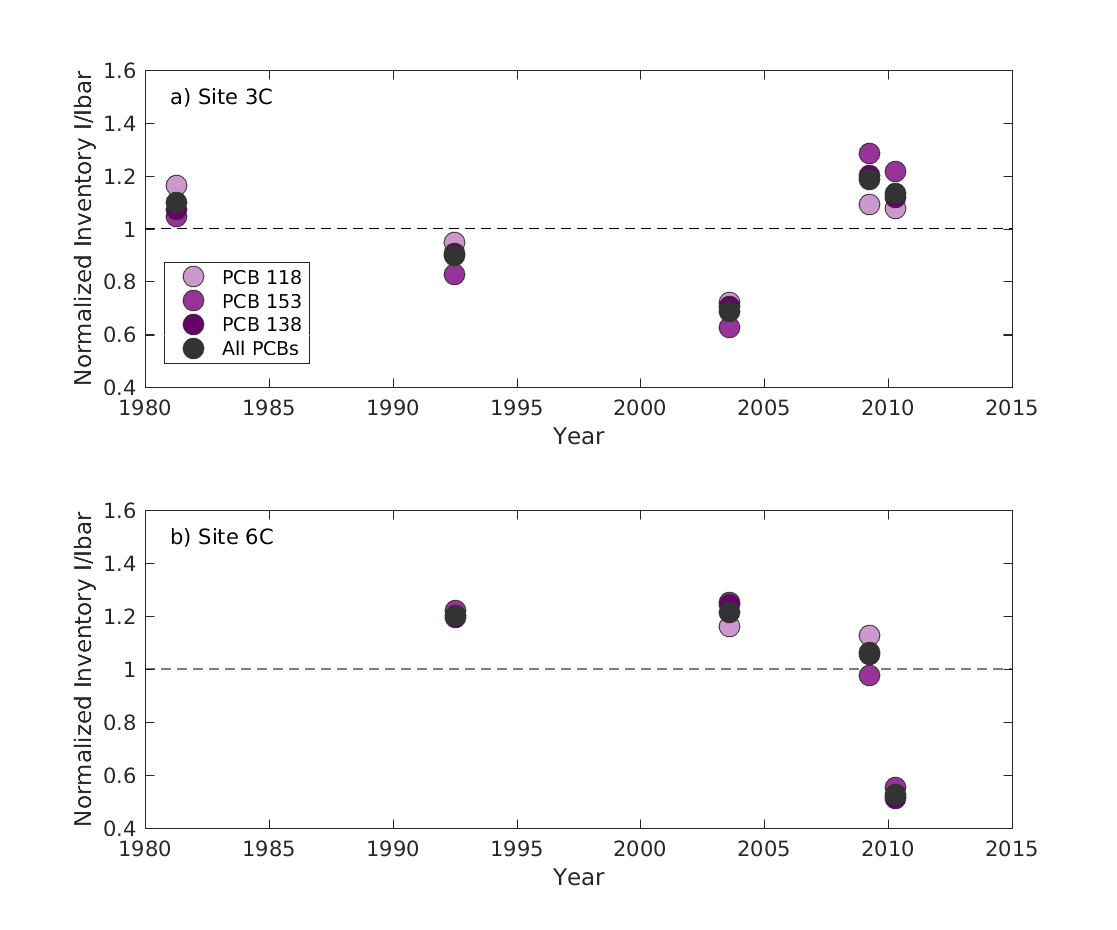 1.6
1.4
1.2
1
0.8
0.6
0.4
Normalized Inventory I/Ibar
a) Site 3C
PCB 118
PCB 153
PCB 138
All PCBs
1980 1985 1990 1995 2000 2005 2010 2015
Year
1.6
1.4
1.2
1
0.8
0.6
0.4
Normalized Inventory I/Ibar
b) Site 6C
1980 1985 1990 1995 2000 2005 2010 2015
Year